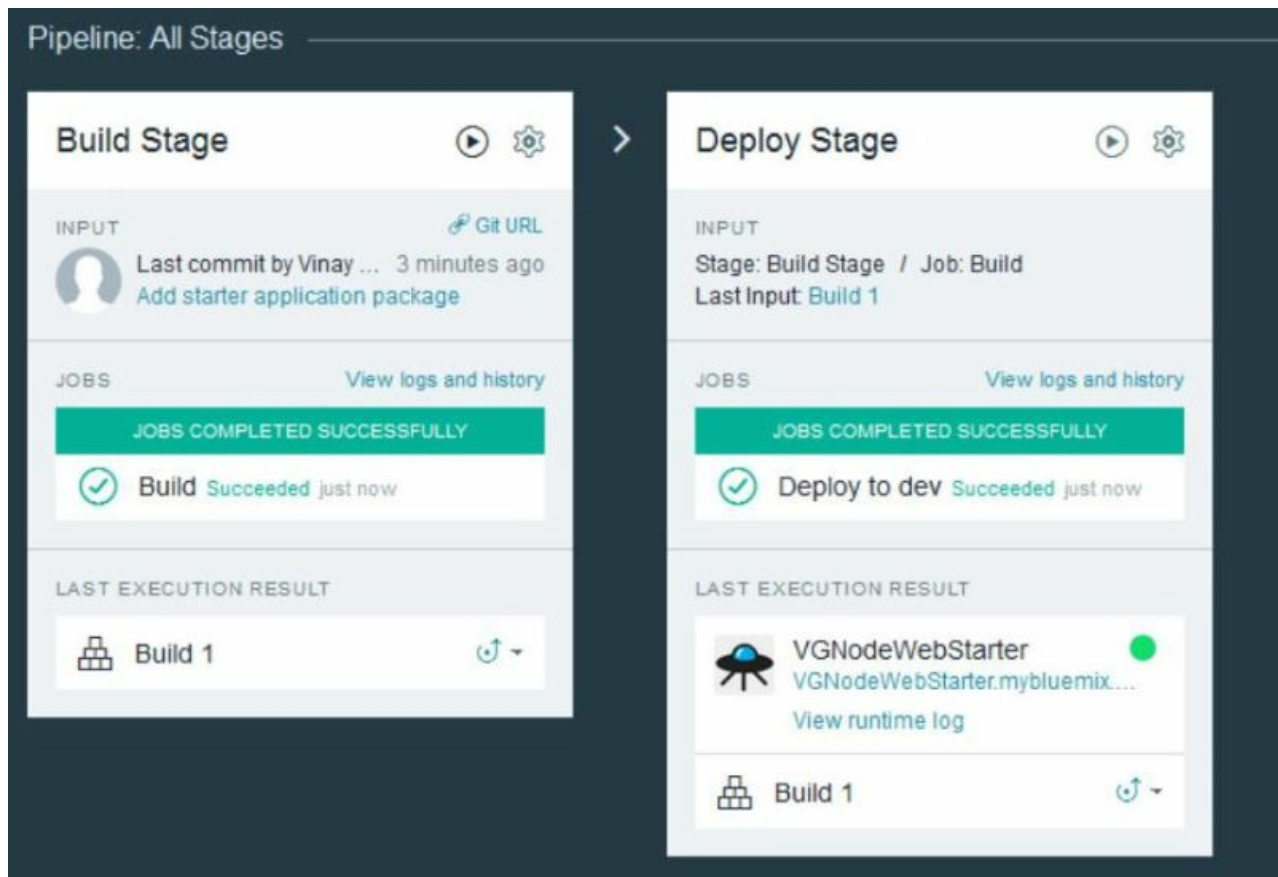 Pipeline: All Stages
Build Stage
INPUT
Git URL
Last commit by Vinay ... 3 minutes ago
Add starter application package
JOBS
View logs and history
JOBS COMPLETED SUCCESSFULLY
Build Succeeded just now
LAST EXECUTION RESULT
Build 1
Deploy Stage
INPUT
Stage: Build Stage / Job: Build
Last Input: Build 1
JOBS
View logs and history
JOBS COMPLETED SUCCESSFULLY
Deploy to dev Succeeded just now
LAST EXECUTION RESULT
VGNodeWebStarter
VGNodeWebStarter.mybluemix....
View runtime log
Build 1